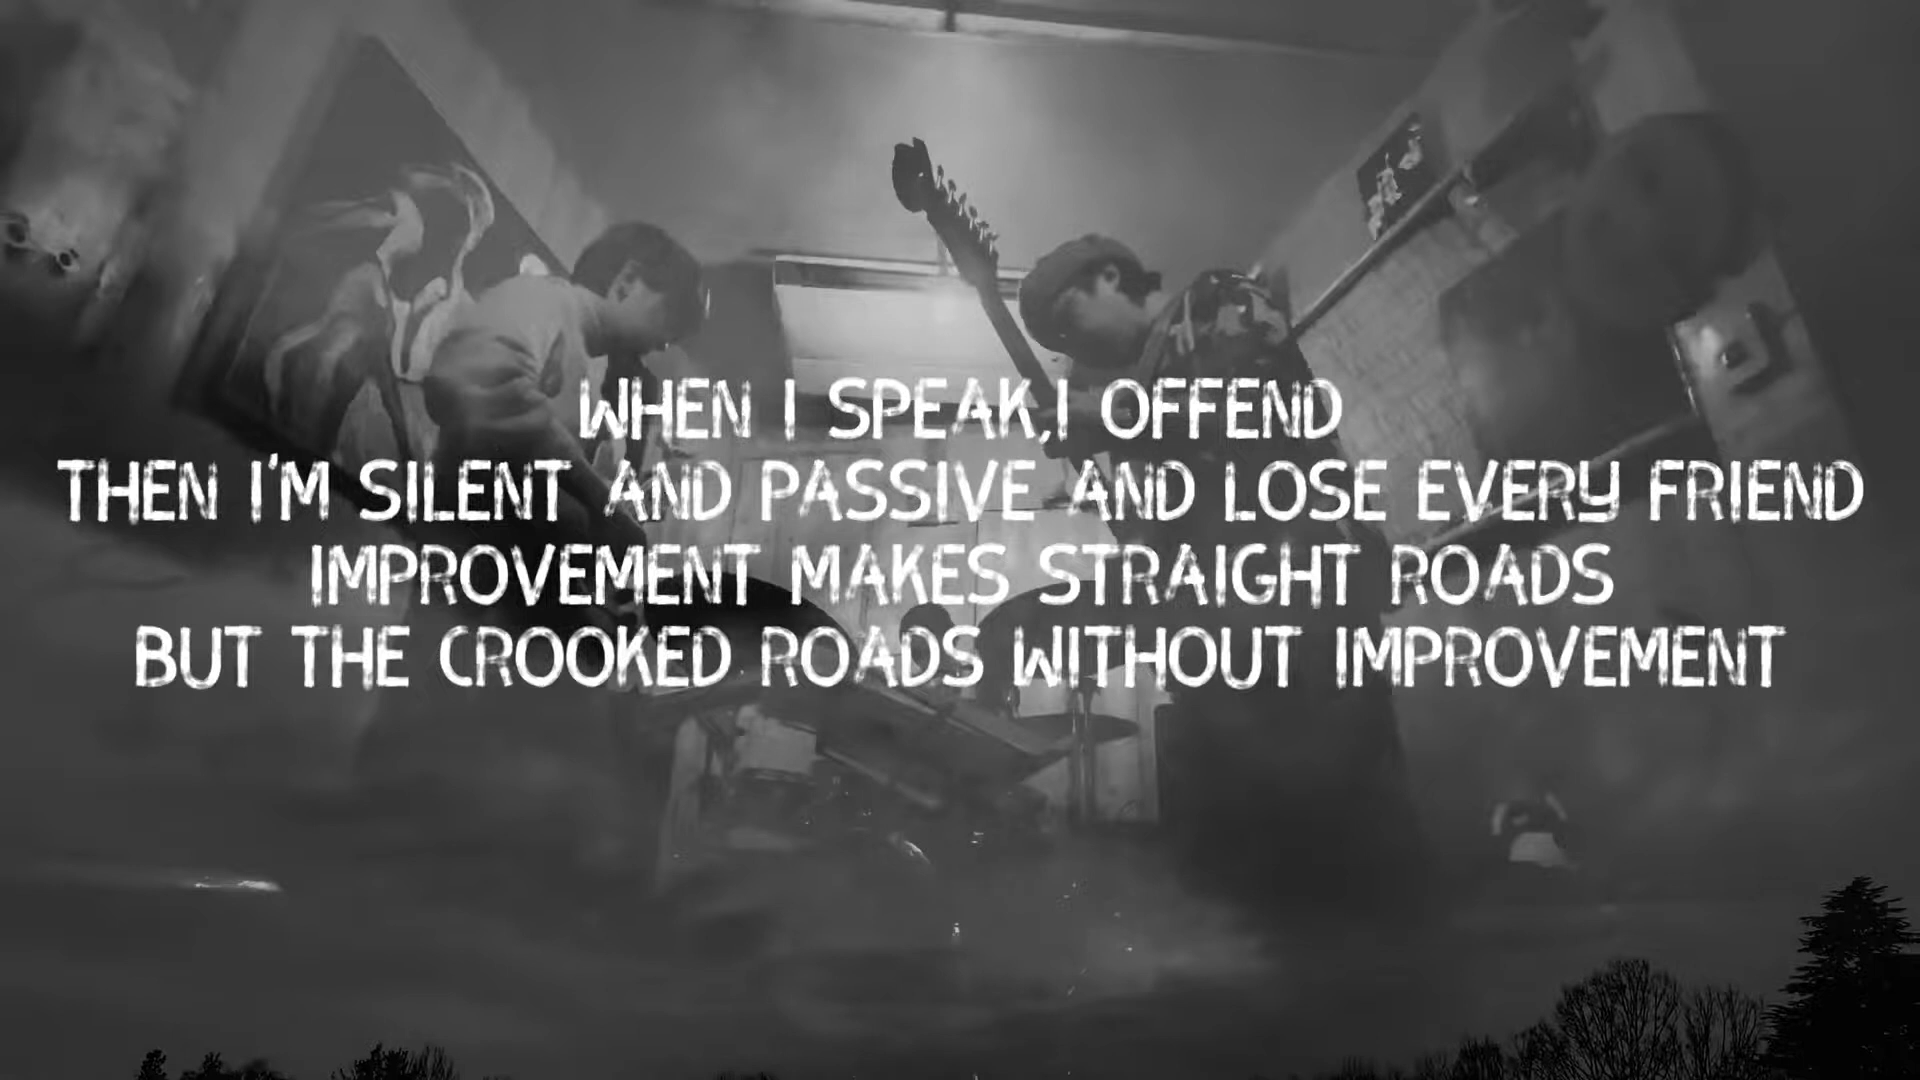 WHEN I SPEAK,I OFFEND
THEN I'M SILENT AND PASSIVE AND LOSE EVERY FRIEND
IMPROVEMENT MAKES STRAIGHT ROADS
BUT THE CROOKED ROADS WITHOUT IMPROVEMENT